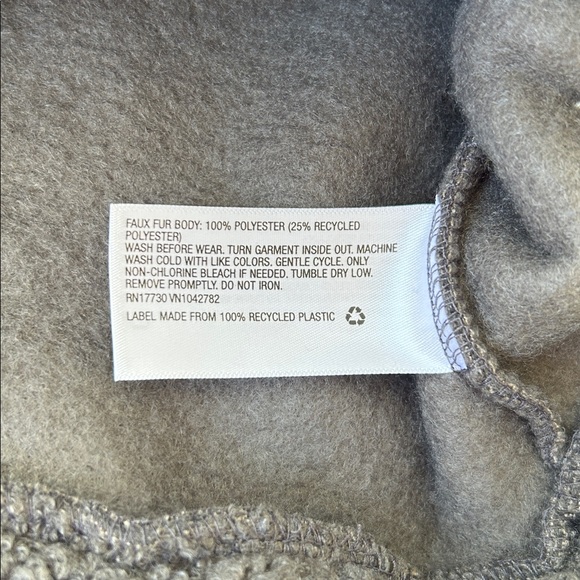 FAUX FUR BODY: 100% POLYESTER (25% RECYCLED
POLYESTER)
WASH BEFORE WEAR. TURN GARMENT INSIDE OUT. MACHINE
WASH COLD WITH LIKE COLORS. GENTLE CYCLE. ONLY
NON-CHLORINE BLEACH IF NEEDED. TUMBLE DRY LOW.
REMOVE PROMPTLY. DO NOT IRON.
RN17730 VN1042782
LABEL MADE FROM 100% RECYCLED PLASTIC